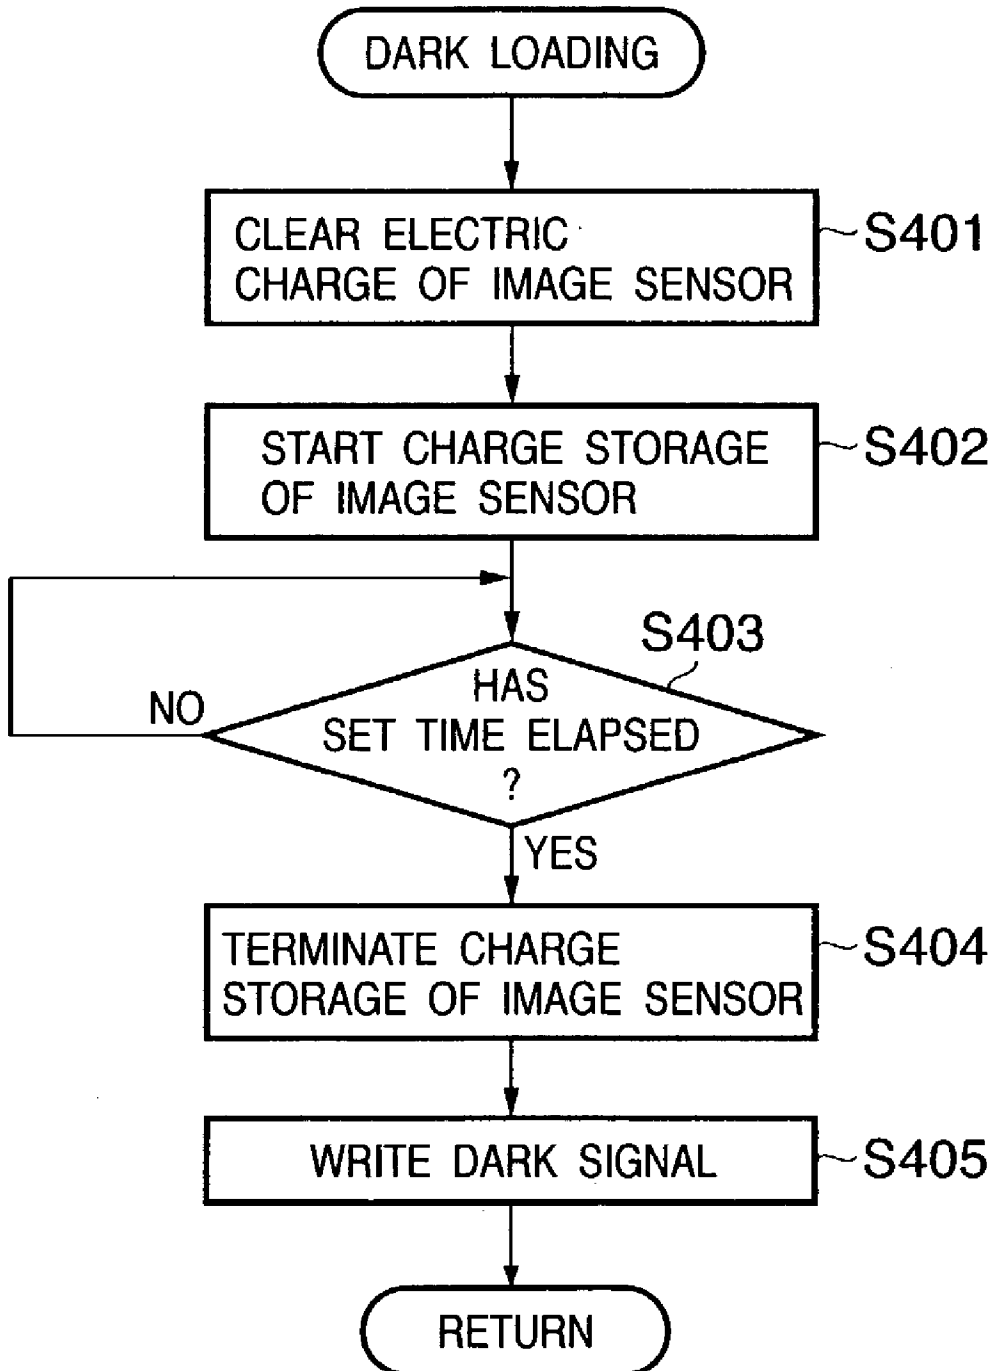 DARK LOADING
CLEAR ELECTRIC
CHARGE OF IMAGE SENSOR
S401
START CHARGE STORAGE
OF IMAGE SENSOR
S402
S403
HAS
SET TIME ELAPSED
?
NO
YES
TERMINATE CHARGE
STORAGE OF IMAGE SENSOR
S404
WRITE DARK SIGNAL
S405
RETURN